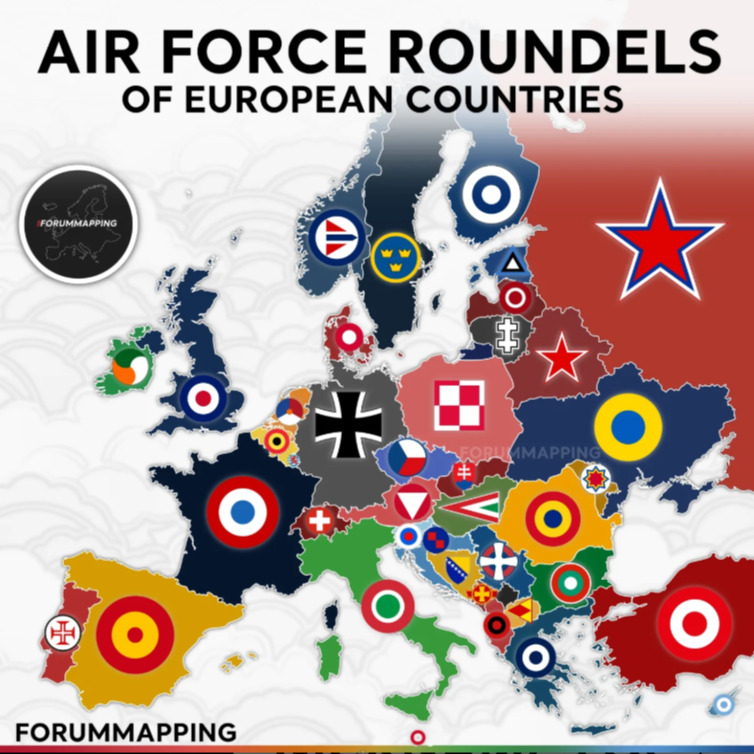 AIR FORCE ROUNDELS
OF EUROPEAN COUNTRIES
FORUMMAPPING
FORUMMAPPING
FORUMMAPPING